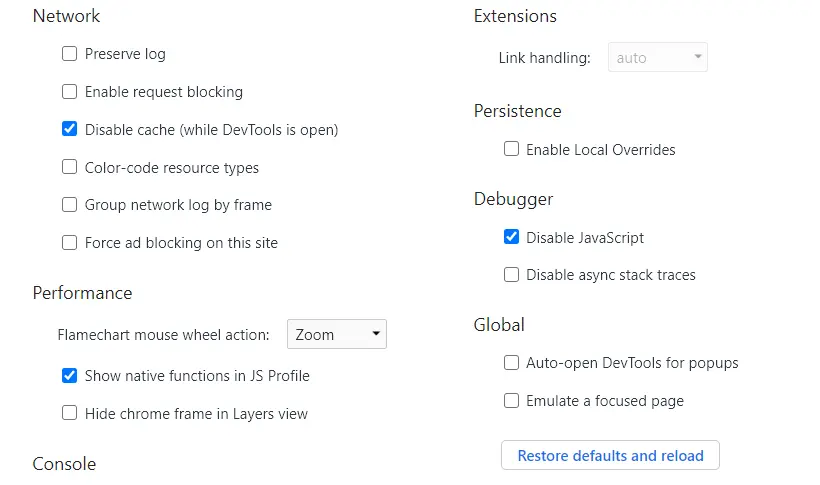 Network
Preserve log
Enable request blocking
Disable cache (while DevTools is open)
Color-code resource types
Group network log by frame
Force ad blocking on this site
Performance
Flamechart mouse wheel action: Zoom
Show native functions in JS Profile
Hide chrome frame in Layers view
Console
Extensions
Link handling: auto
Persistence
Enable Local Overrides
Debugger
Disable JavaScript
Disable async stack traces
Global
Auto-open DevTools for popups
Emulate a focused page
Restore defaults and reload